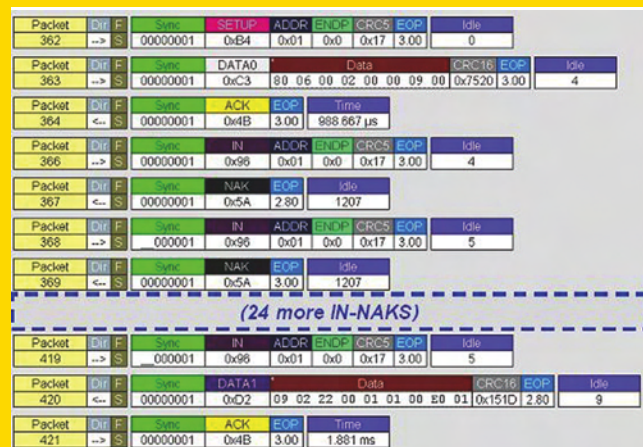 Packet Dir F Sync SETUP ADDR ENDP CRC5 EOP Idle
362 --> S 00000001 0xB4 0x01 0x0 0x17 3.00 0
Packet Dir F Sync DATA0 Data CRC16 EOP Idle
363 --> S 00000001 0xC3 80 06 00 02 00 00 09 00 0x7520 3.00 4
Packet Dir F Sync ACK EOP Time
364 <-- S 00000001 0x4B 3.00 988.667 µs
Packet Dir F Sync IN ADDR ENDP CRC5 EOP Idle
366 --> S 00000001 0x96 0x01 0x0 0x17 3.00 4
Packet Dir F Sync NAK EOP Idle
367 <-- S 00000001 0x5A 2.80 1207
Packet Dir F Sync IN ADDR ENDP CRC5 EOP Idle
368 --> S __000001 0x96 0x01 0x0 0x17 3.00 5
Packet Dir F Sync NAK EOP Idle
369 <-- S 00000001 0x5A 3.00 1207
(24 more IN-NAKS)
Packet Dir F Sync IN ADDR ENDP CRC5 EOP Idle
419 --> S __000001 0x96 0x01 0x0 0x17 3.00 5
Packet Dir F Sync DATA1 Data CRC16 EOP Idle
420 <-- S 00000001 0xD2 09 02 22 00 01 01 00 E0 01 0x151D 2.80 9
Packet Dir F Sync ACK EOP Time
421 --> S 00000001 0x4B 3.00 1.881 ms